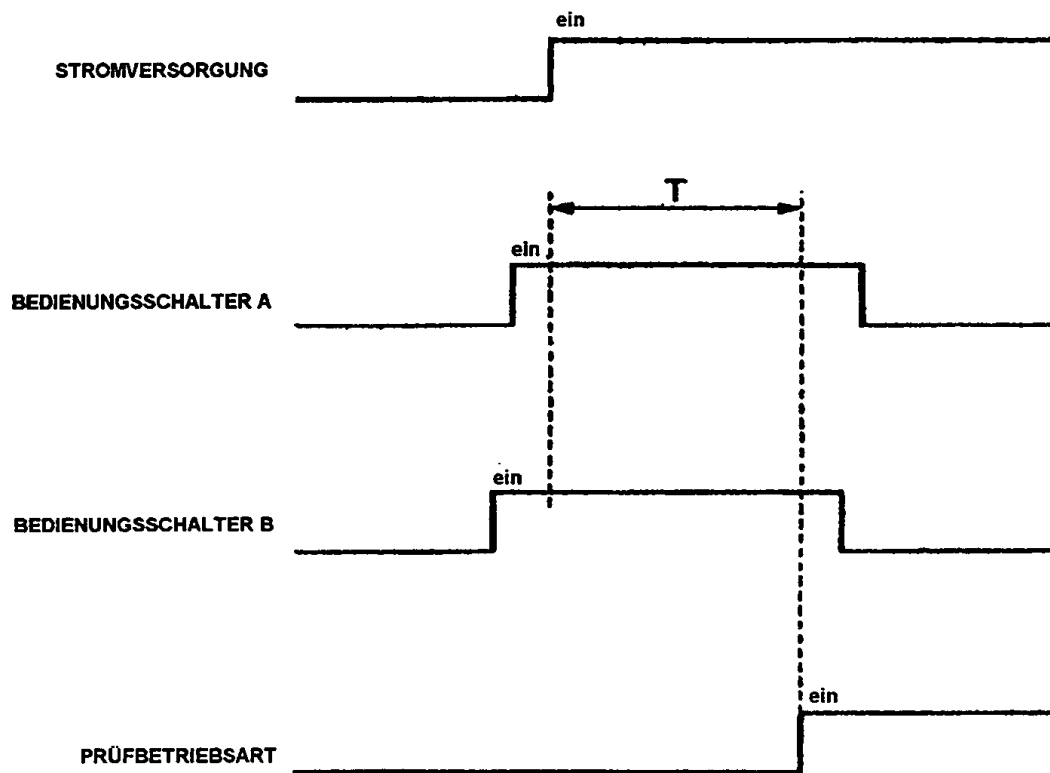 ein
STROMVERSORGUNG
T
ein
BEDIENUNGSSCHALTER A
ein
BEDIENUNGSSCHALTER B
ein
PRÜFBETRIEBSART